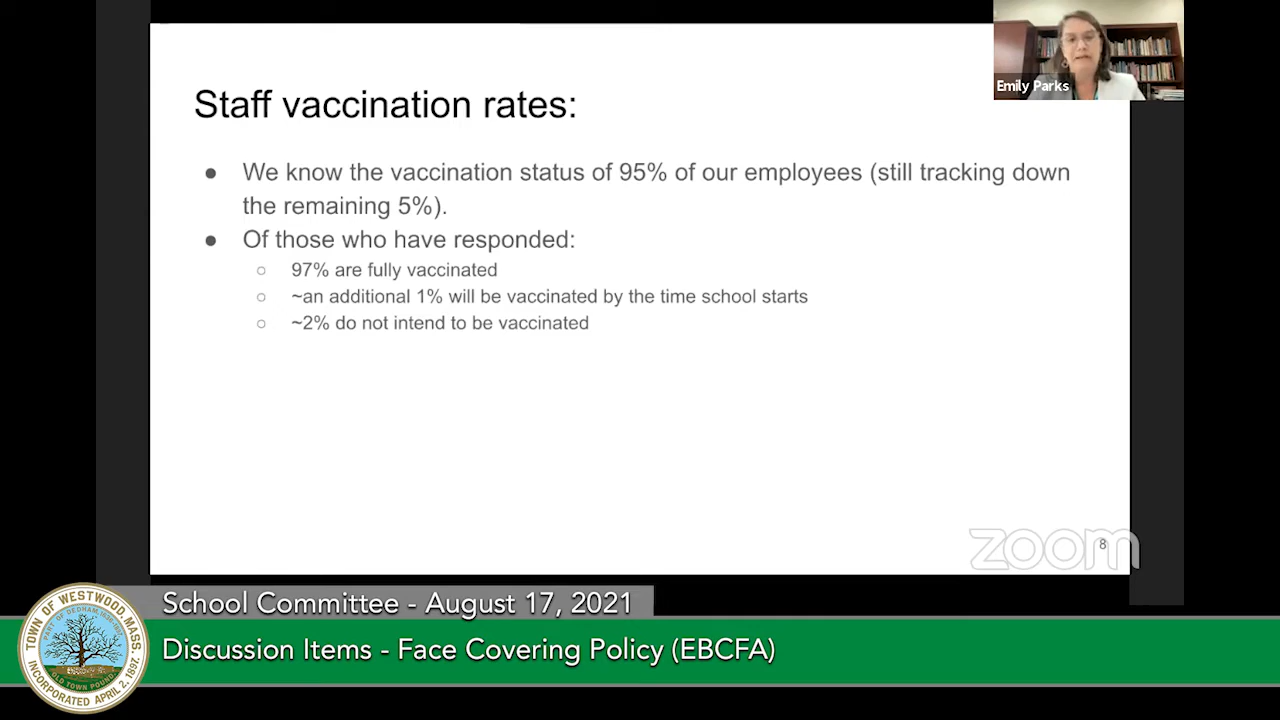 Emily Parks
Staff vaccination rates:
● We know the vaccination status of 95% of our employees (still tracking down
the remaining 5%).
● Of those who have responded:
○ 97% are fully vaccinated
○ ~an additional 1% will be vaccinated by the time school starts
○ ~2% do not intend to be vaccinated
zoom
8
School Committee - August 17, 2021
Discussion Items - Face Covering Policy (EBCFA)
TOWN OF WESTWOOD, MASS.
OLD TOWN POUND
INCORPORATED APRIL 2, 1897.